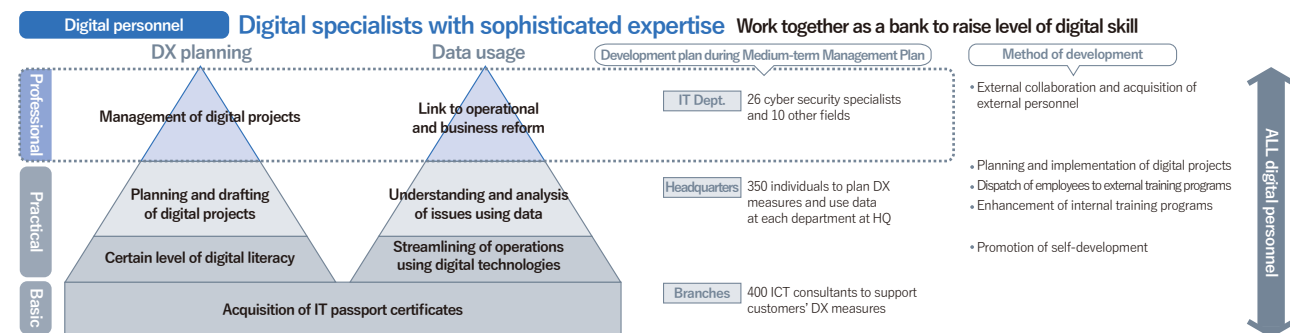 Digital personnel
Digital specialists with sophisticated expertise Work together as a bank to raise level of digital skill
DX planning
Data usage
Development plan during Medium-term Management Plan
Method of development
Professional
Management of digital projects
Link to operational
and business reform
IT Dept.
26 cyber security specialists
and 10 other fields
• External collaboration and acquisition of
external personnel
Practical
Planning and drafting
of digital projects
Understanding and analysis
of issues using data
Headquarters
350 individuals to plan DX
measures and use data
at each department at HQ
• Planning and implementation of digital projects
• Dispatch of employees to external training programs
• Enhancement of internal training programs
Certain level of digital literacy
Streamlining of operations
using digital technologies
• Promotion of self-development
Basic
Acquisition of IT passport certificates
Branches
400 ICT consultants to support
customers' DX measures
ALL digital personnel